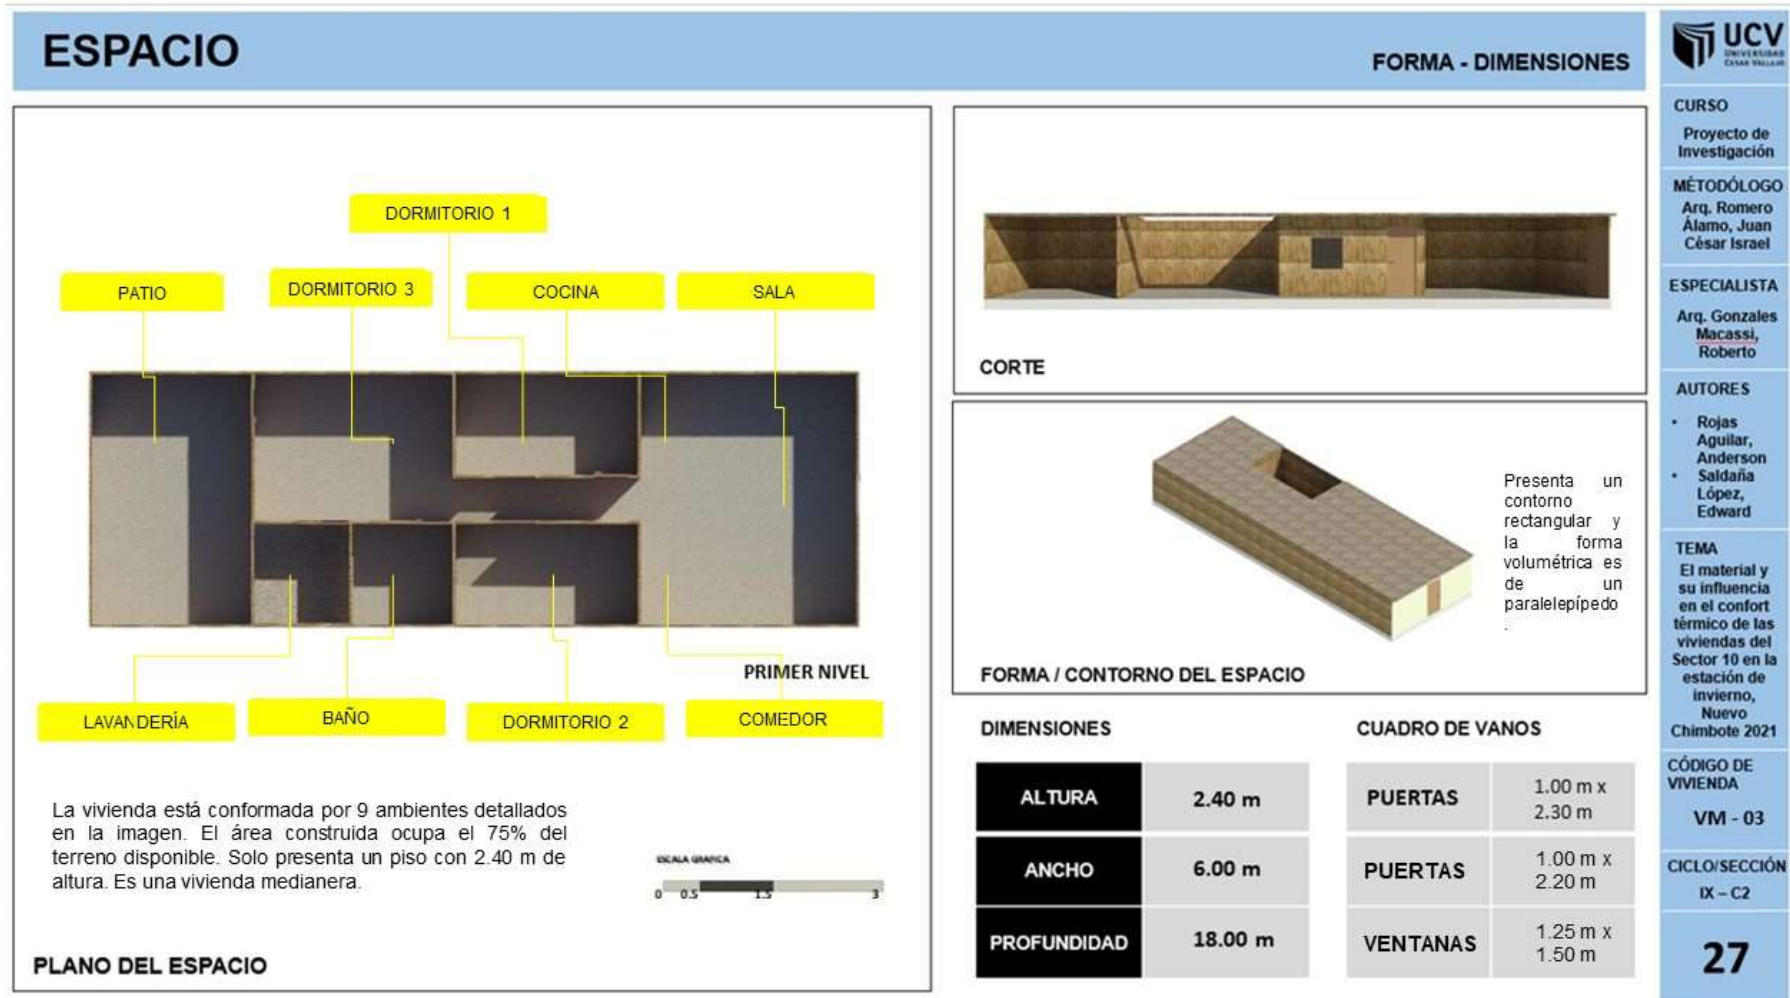 ESPACIO
FORMA - DIMENSIONES
DORMITORIO 1
PATIO
DORMITORIO 3
COCINA
SALA
PRIMER NIVEL
LAVANDERÍA
BAÑO
DORMITORIO 2
COMEDOR
La vivienda está conformada por 9 ambientes detallados
en la imagen. El área construida ocupa el 75% del
terreno disponible. Solo presenta un piso con 2.40 m de
altura. Es una vivienda medianera.
ESCALA GRAFICA
0 0.5 1.5 3
PLANO DEL ESPACIO
CORTE
Presenta un
contorno
rectangular y
la forma
volumétrica es
de un
paralelepípedo
.
FORMA / CONTORNO DEL ESPACIO
DIMENSIONES
ALTURA 2.40 m
ANCHO 6.00 m
PROFUNDIDAD 18.00 m
CUADRO DE VANOS
PUERTAS 1.00 m x
2.30 m
PUERTAS 1.00 m x
2.20 m
VENTANAS 1.25 m x
1.50 m
UCV
UNIVERSIDAD
CESAR VALLEJO
CURSO
Proyecto de
Investigación
MÉTODÓLOGO
Arq. Romero
Álamo, Juan
César Israel
ESPECIALISTA
Arq. Gonzales
Macassi,
Roberto
AUTORES
• Rojas
Aguilar,
Anderson
• Saldaña
López,
Edward
TEMA
El material y
su influencia
en el confort
térmico de las
viviendas del
Sector 10 en la
estación de
invierno,
Nuevo
Chimbote 2021
CÓDIGO DE
VIVIENDA
VM - 03
CICLO/SECCIÓN
IX – C2
27